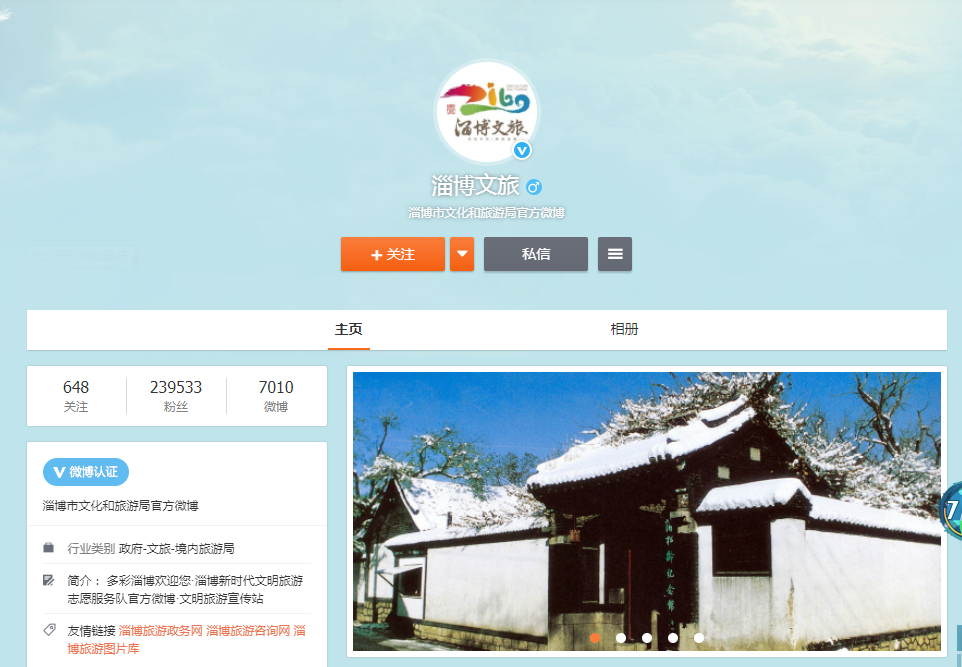 Zibo
壹
淄博文旅
V
淄博文旅
淄博市文化和旅游局官方微博
+ 关注
私信
主页
相册
648
239533
7010
关注
粉丝
微博
V 微博认证
淄博市文化和旅游局官方微博
行业类别 政府-文旅-境内旅游局
简介： 多彩淄博欢迎您·淄博新时代文明旅游
志愿服务队官方微博·文明旅游宣传站
友情链接 淄博旅游政务网 淄博旅游咨询网 淄
博旅游图片库
7